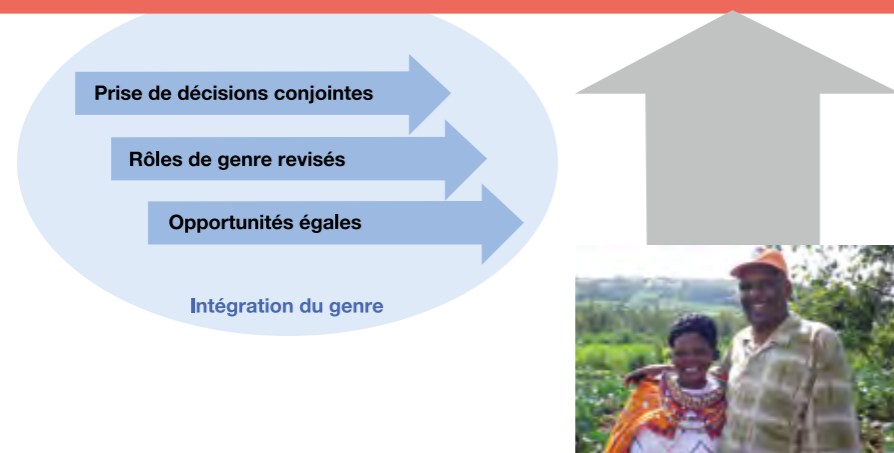 Prise de décisions conjointes
Rôles de genre revisés
Opportunités égales
Intégration du genre